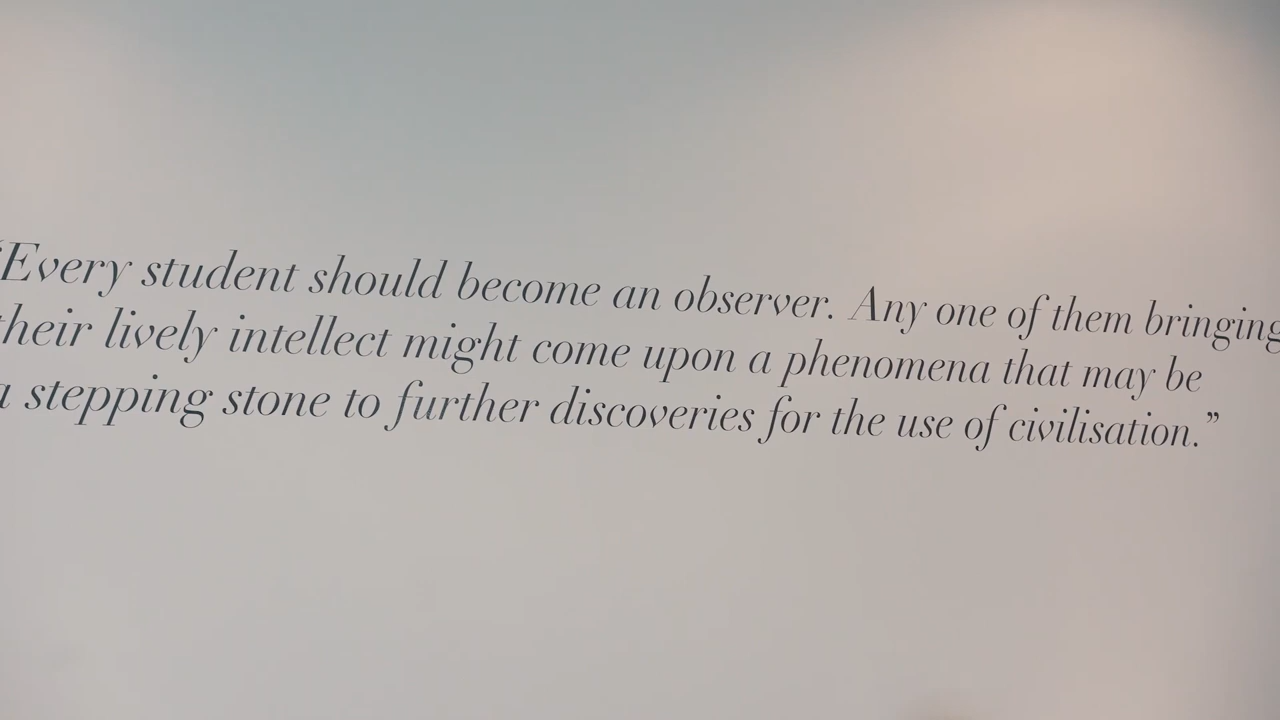 “Every student should become an observer. Any one of them bringing
their lively intellect might come upon a phenomena that may be
a stepping stone to further discoveries for the use of civilisation.”